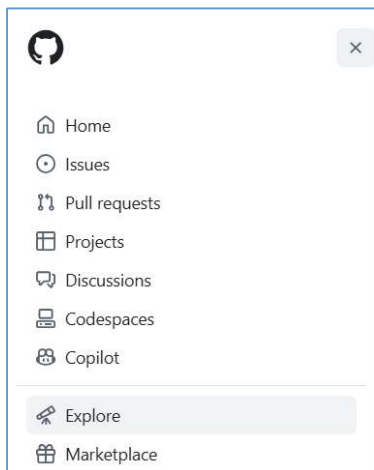 Home
Issues
Pull requests
Projects
Discussions
Codespaces
Copilot
Explore
Marketplace